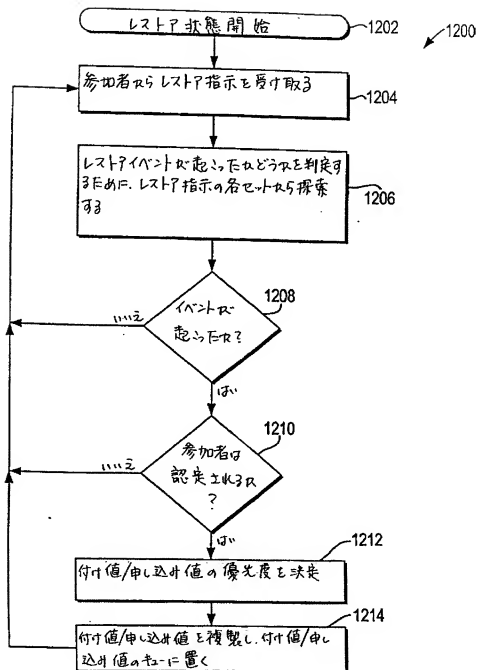 レストア状態開始
1202
1200
参加者からレストア指示を受け取る
1204
レストアイベントが起こったかどうかを判定す
るために、レストア指示の各セットから探索
する
1206
イベントが
起こったか?
1208
いいえ
はい
参加者は
認定されるか
?
1210
いいえ
はい
付け値/申し込み値の優先度を決定
1212
付け値/申し込み値を複製し、付け値/申し
込み値のキューに置く
1214